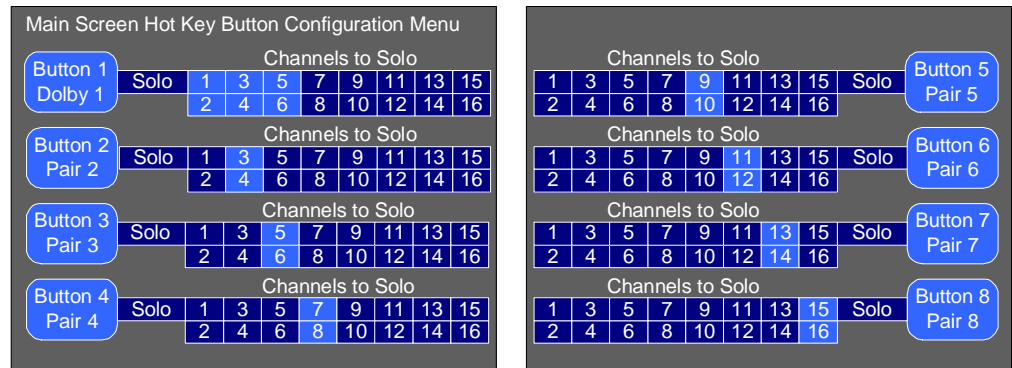 Main Screen Hot Key Button Configuration Menu
Button 1
Dolby 1
Channels to Solo
Solo 1 3 5 7 9 11 13 15
2 4 6 8 10 12 14 16
Button 2
Pair 2
Channels to Solo
Solo 1 3 5 7 9 11 13 15
2 4 6 8 10 12 14 16
Button 3
Pair 3
Channels to Solo
Solo 1 3 5 7 9 11 13 15
2 4 6 8 10 12 14 16
Button 4
Pair 4
Channels to Solo
Solo 1 3 5 7 9 11 13 15
2 4 6 8 10 12 14 16
Channels to Solo
1 3 5 7 9 11 13 15 Solo
2 4 6 8 10 12 14 16
Button 5
Pair 5
Channels to Solo
1 3 5 7 9 11 13 15 Solo
2 4 6 8 10 12 14 16
Button 6
Pair 6
Channels to Solo
1 3 5 7 9 11 13 15 Solo
2 4 6 8 10 12 14 16
Button 7
Pair 7
Channels to Solo
1 3 5 7 9 11 13 15 Solo
2 4 6 8 10 12 14 16
Button 8
Pair 8